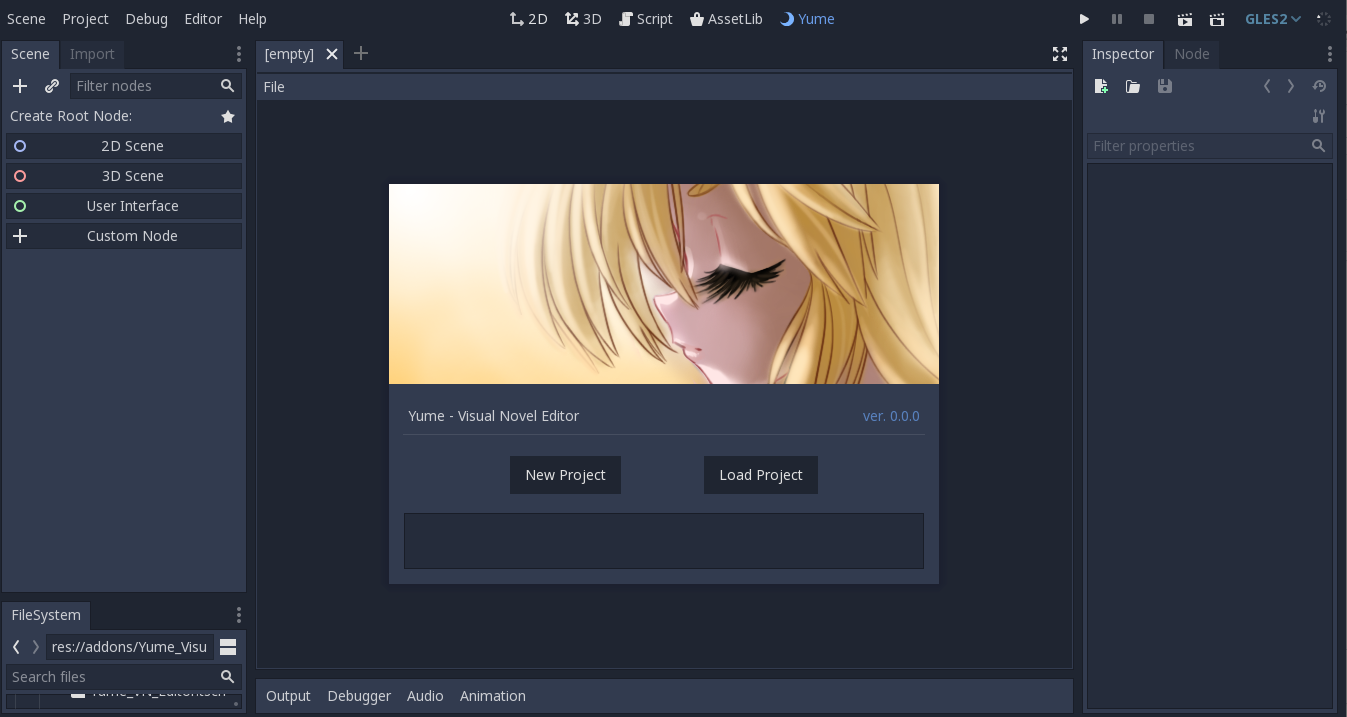 Scene Project Debug Editor Help 2D 3D Script AssetLib Yume GLES2
Scene Import
[empty]
Inspector Node
Filter nodes
File
Create Root Node:
2D Scene
3D Scene
User Interface
Custom Node
Filter properties
Yume - Visual Novel Editor ver. 0.0.0
New Project Load Project
FileSystem
res://addons/Yume_Visu
Search files
Output Debugger Audio Animation